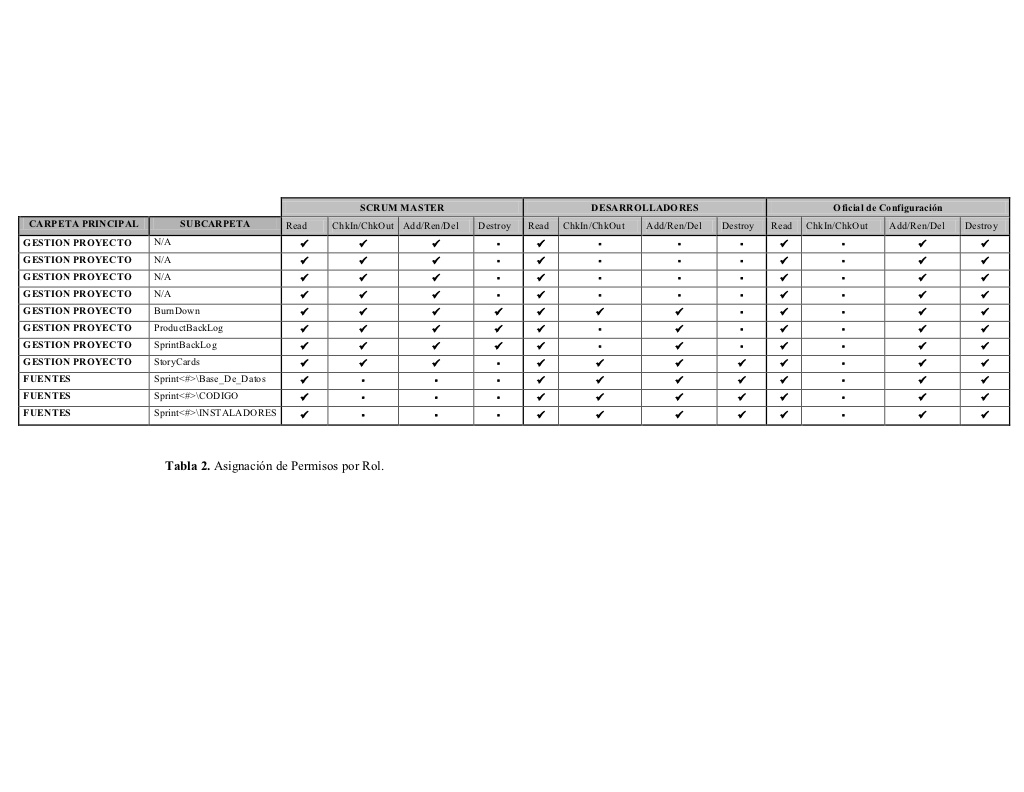 SCRUM MASTER DESARROLLADORES Oficial de Configuración
CARPETA PRINCIPAL SUBCARPETA Read ChkIn/ChkOut Add/Ren/Del Destroy Read ChkIn/ChkOut Add/Ren/Del Destroy Read ChkIn/ChkOut Add/Ren/Del Destroy
GESTION PROYECTO N/A ✔ ✔ ✔ ▪ ✔ ▪ ▪ ▪ ✔ ▪ ✔ ✔
GESTION PROYECTO N/A ✔ ✔ ✔ ▪ ✔ ▪ ▪ ▪ ✔ ▪ ✔ ✔
GESTION PROYECTO N/A ✔ ✔ ✔ ▪ ✔ ▪ ▪ ▪ ✔ ▪ ✔ ✔
GESTION PROYECTO N/A ✔ ✔ ✔ ▪ ✔ ▪ ▪ ▪ ✔ ▪ ✔ ✔
GESTION PROYECTO BurnDown ✔ ✔ ✔ ✔ ✔ ✔ ✔ ▪ ✔ ▪ ✔ ✔
GESTION PROYECTO ProductBackLog ✔ ✔ ✔ ✔ ✔ ▪ ✔ ▪ ✔ ▪ ✔ ✔
GESTION PROYECTO SprintBackLog ✔ ✔ ✔ ✔ ✔ ▪ ✔ ▪ ✔ ▪ ✔ ✔
GESTION PROYECTO StoryCards ✔ ✔ ✔ ▪ ✔ ✔ ✔ ✔ ✔ ▪ ✔ ✔
FUENTES Sprint<#>\Base_De_Datos ✔ ▪ ▪ ▪ ✔ ✔ ✔ ✔ ✔ ▪ ✔ ✔
FUENTES Sprint<#>\CODIGO ✔ ▪ ▪ ▪ ✔ ✔ ✔ ✔ ✔ ▪ ✔ ✔
FUENTES Sprint<#>\INSTALADORES ✔ ▪ ▪ ▪ ✔ ✔ ✔ ✔ ✔ ▪ ✔ ✔
Tabla 2. Asignación de Permisos por Rol.